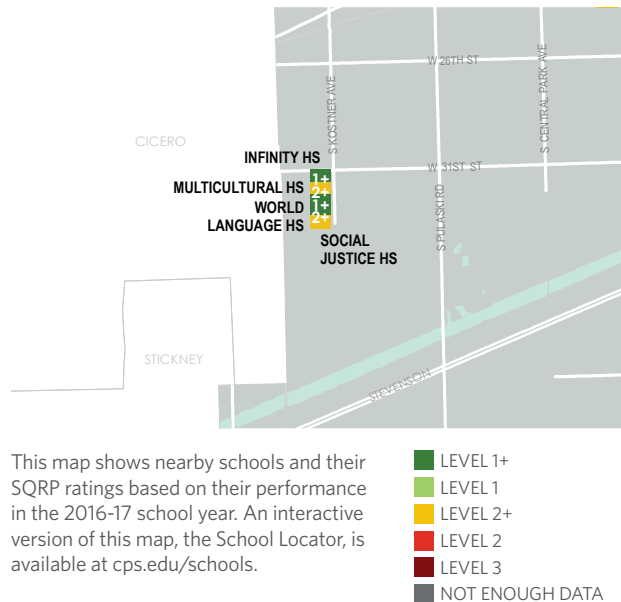 W 26TH ST
S KOSTNER AVE
S CENTRAL PARK AVE
CICERO
INFINITY HS
W 31ST ST
1+
MULTICULTURAL HS
2+
WORLD
LANGUAGE HS
1+
2+
S PULASKI RD
SOCIAL
JUSTICE HS
STICKNEY
STEVENSON
This map shows nearby schools and their
SQRP ratings based on their performance
in the 2016-17 school year. An interactive
version of this map, the School Locator, is
available at cps.edu/schools.
LEVEL 1+
LEVEL 1
LEVEL 2+
LEVEL 2
LEVEL 3
NOT ENOUGH DATA